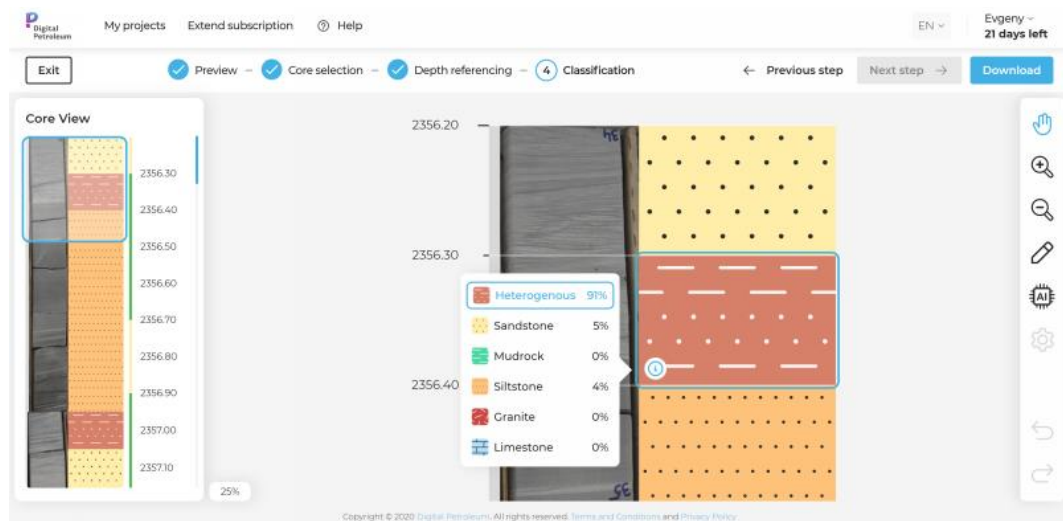 Digital
Petroleum
My projects
Extend subscription
Help
EN
Evgeny
21 days left
Exit
Preview
Core selection
Depth referencing
4 Classification
← Previous step
Next step →
Download
Core View
2356.30
2356.40
2356.50
2356.60
2356.70
2356.80
2356.90
2357.00
2357.10
25%
2356.20
2356.30
2356.40
34
35
Heterogenous 91%
Sandstone 5%
Mudrock 0%
Siltstone 4%
Granite 0%
Limestone 0%
AI
Copyright © 2020 Digital Petroleum. All rights reserved. Terms and Conditions and Privacy Policy